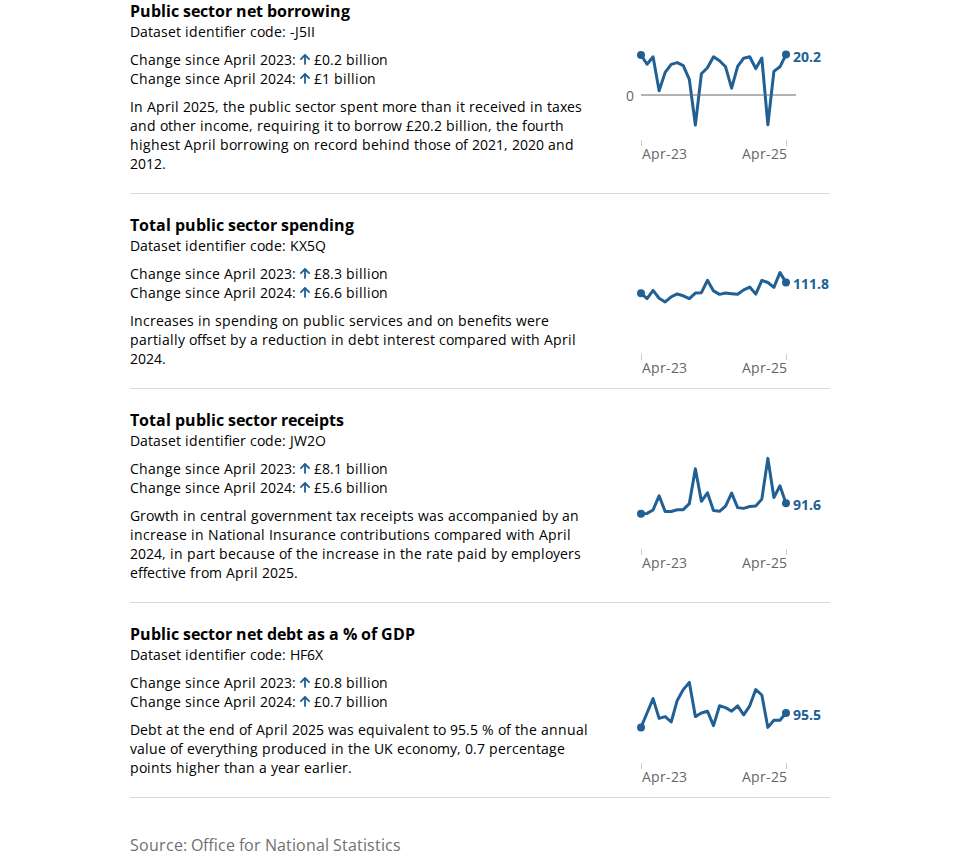 Public sector net borrowing
Dataset identifier code: -J5II
Change since April 2023: ↑ £0.2 billion
Change since April 2024: ↑ £1 billion
In April 2025, the public sector spent more than it received in taxes
and other income, requiring it to borrow £20.2 billion, the fourth
highest April borrowing on record behind those of 2021, 2020 and
2012.
20.2
0
Apr-23 Apr-25
Total public sector spending
Dataset identifier code: KX5Q
Change since April 2023: ↑ £8.3 billion
Change since April 2024: ↑ £6.6 billion
Increases in spending on public services and on benefits were
partially offset by a reduction in debt interest compared with April
2024.
111.8
Apr-23 Apr-25
Total public sector receipts
Dataset identifier code: JW2O
Change since April 2023: ↑ £8.1 billion
Change since April 2024: ↑ £5.6 billion
Growth in central government tax receipts was accompanied by an
increase in National Insurance contributions compared with April
2024, in part because of the increase in the rate paid by employers
effective from April 2025.
91.6
Apr-23 Apr-25
Public sector net debt as a % of GDP
Dataset identifier code: HF6X
Change since April 2023: ↑ £0.8 billion
Change since April 2024: ↑ £0.7 billion
Debt at the end of April 2025 was equivalent to 95.5 % of the annual
value of everything produced in the UK economy, 0.7 percentage
points higher than a year earlier.
95.5
Apr-23 Apr-25
Source: Office for National Statistics